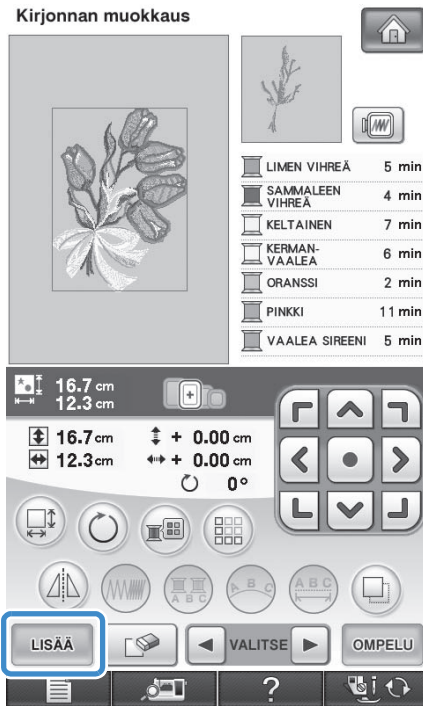 Kirjonnan muokkaus
LIMEN VIHREÄ 5 min
SAMMALEEN
VIHREÄ 4 min
KELTAINEN 7 min
KERMAN-
VAALEA 6 min
ORANSSI 2 min
PINKKI 11 min
VAALEA SIREENI 5 min
16.7 cm
12.3 cm
16.7 cm + 0.00 cm
12.3 cm + 0.00 cm
0°
A B C
A B C
A B C
LISÄÄ VALITSE OMPELU
?